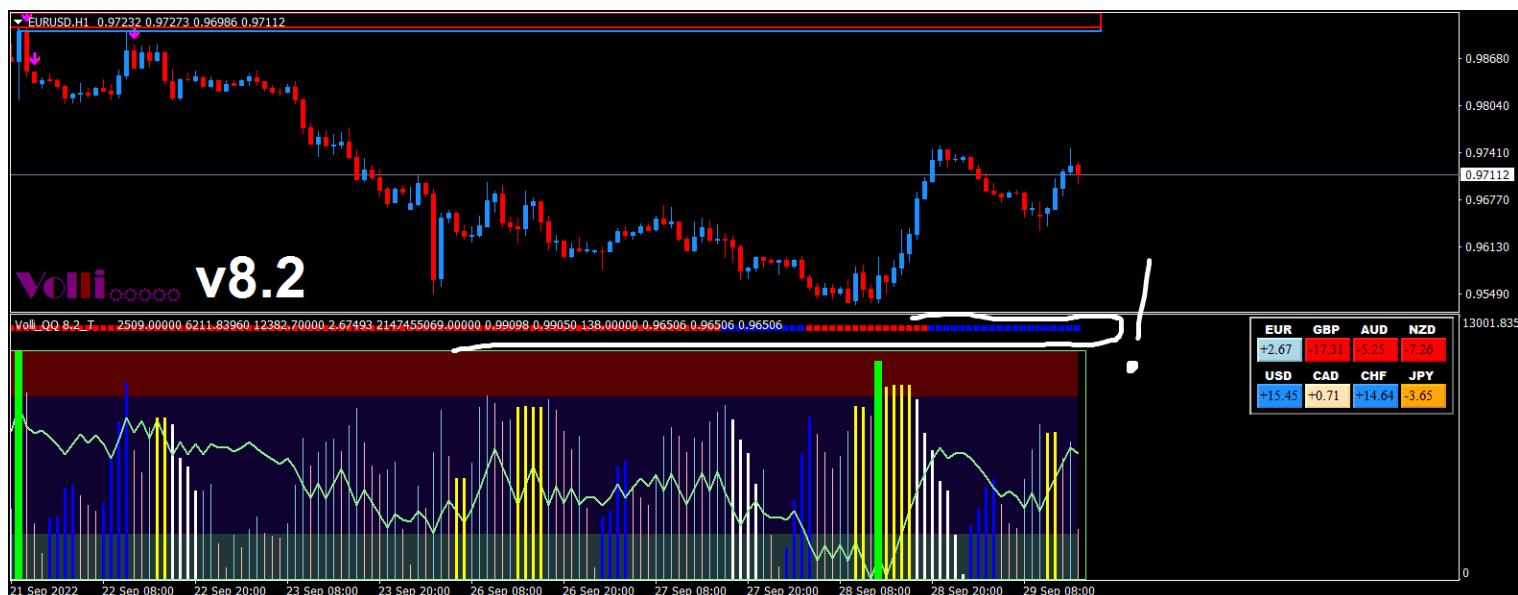 EURUSD.H1 0.97232 0.97273 0.96986 0.97112
0.98680
0.98040
0.97410
0.97112
0.96770
0.96130
0.95490
Volli v8.2
Volli_QQ 8.2_T 2509.00000 6211.83960 12382.70000 2.67493 2147455069.00000 0.99098 0.99050 138.00000 0.96506 0.96506 0.96506
13001.835
EUR GBP AUD NZD
+2.67 -17.31 -5.25 -7.26
USD CAD CHF JPY
+15.45 +0.71 +14.64 -3.65
!
0
21 Sep 2022 22 Sep 08:00 22 Sep 20:00 23 Sep 08:00 23 Sep 20:00 26 Sep 08:00 26 Sep 20:00 27 Sep 08:00 27 Sep 20:00 28 Sep 08:00 28 Sep 20:00 29 Sep 08:00